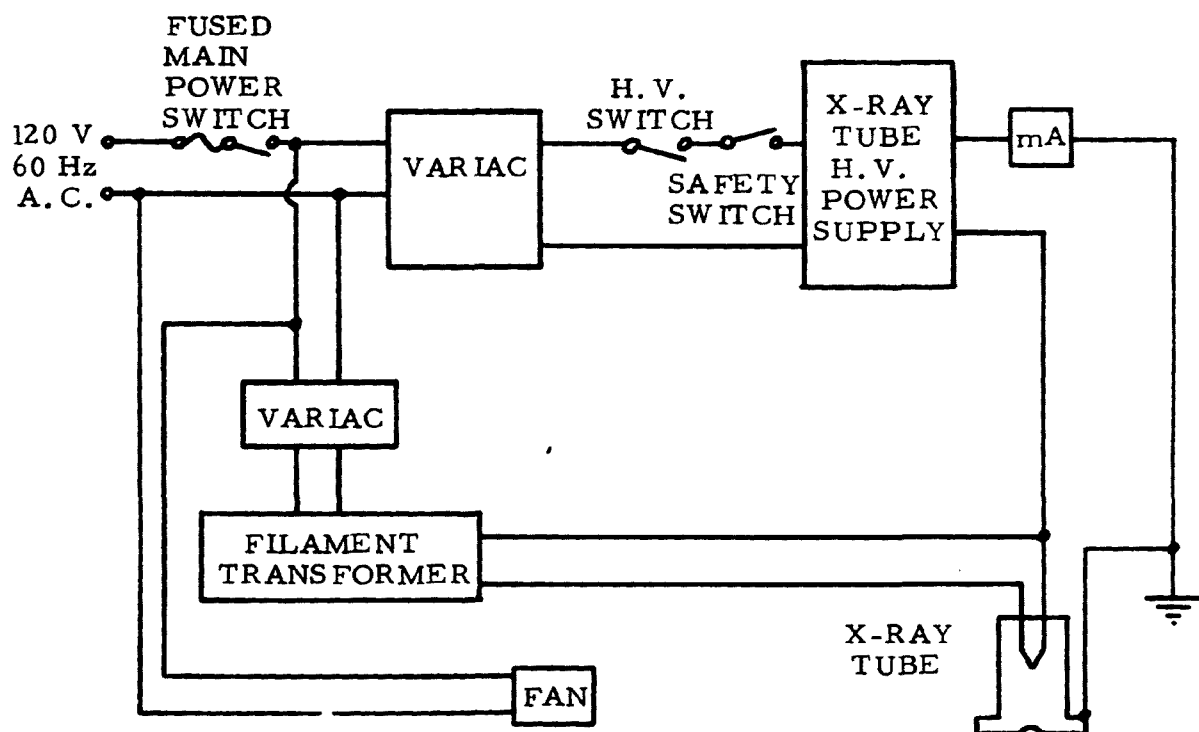 FUSED
MAIN
POWER
SWITCH
120 V
60 Hz
A.C.
VARIAC
H. V.
SWITCH
SAFETY
SWITCH
X-RAY
TUBE
H. V.
POWER
SUPPLY
mA
VARIAC
FILAMENT
TRANSFORMER
X-RAY
TUBE
FAN